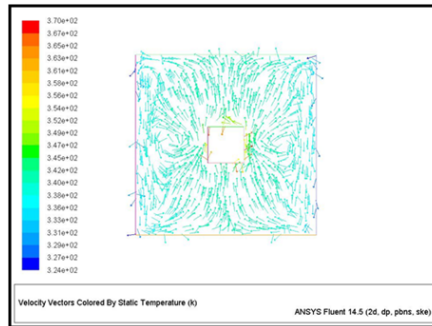 3.70e+02
3.67e+02
3.65e+02
3.63e+02
3.61e+02
3.58e+02
3.56e+02
3.54e+02
3.52e+02
3.49e+02
3.47e+02
3.45e+02
3.42e+02
3.40e+02
3.38e+02
3.36e+02
3.33e+02
3.31e+02
3.29e+02
3.27e+02
3.24e+02
Velocity Vectors Colored By Static Temperature (k)
ANSYS Fluent 14.5 (2d, dp, pbns, ske)